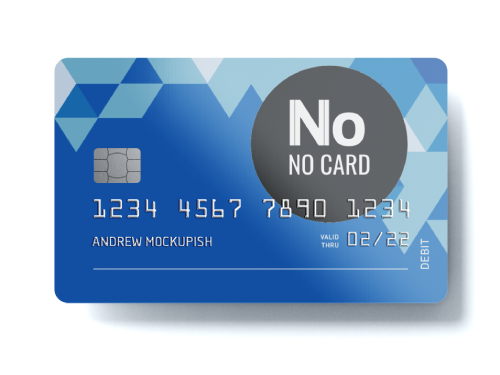 No
NO CARD
1234 4567 7890 1234
ANDREW MOCKUPISH
VALID THRU 02/22
DEBIT